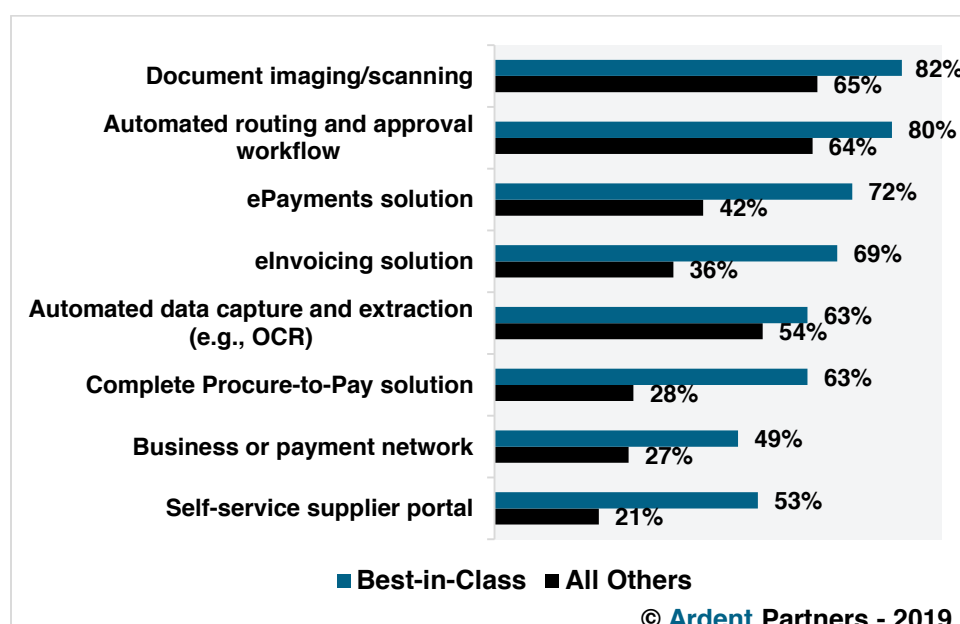 Document imaging/scanning
82%
65%
Automated routing and approval
workflow
80%
64%
ePayments solution
72%
42%
eInvoicing solution
69%
36%
Automated data capture and extraction
(e.g., OCR)
63%
54%
Complete Procure-to-Pay solution
63%
28%
Business or payment network
49%
27%
Self-service supplier portal
53%
21%
Best-in-Class All Others
© Ardent Partners - 2019